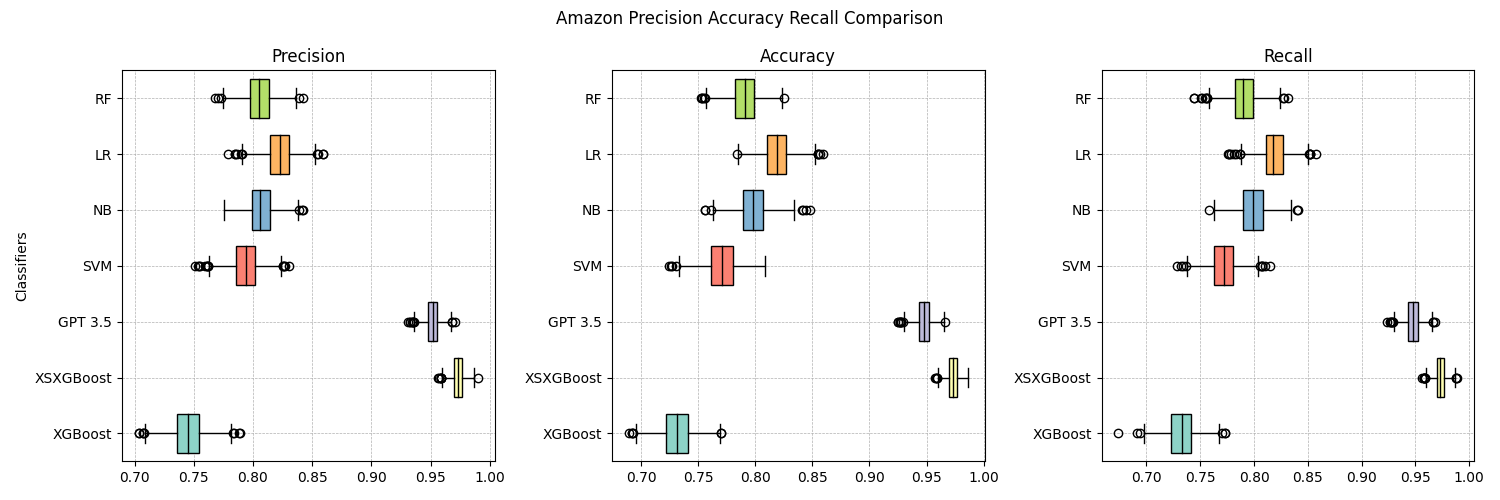 Amazon Precision Accuracy Recall Comparison
Precision
Accuracy
Recall
Classifiers
RF
LR
NB
SVM
GPT 3.5
XSXGBoost
XGBoost
0.70 0.75 0.80 0.85 0.90 0.95 1.00
RF
LR
NB
SVM
GPT 3.5
XSXGBoost
XGBoost
0.70 0.75 0.80 0.85 0.90 0.95 1.00
RF
LR
NB
SVM
GPT 3.5
XSXGBoost
XGBoost
0.70 0.75 0.80 0.85 0.90 0.95 1.00